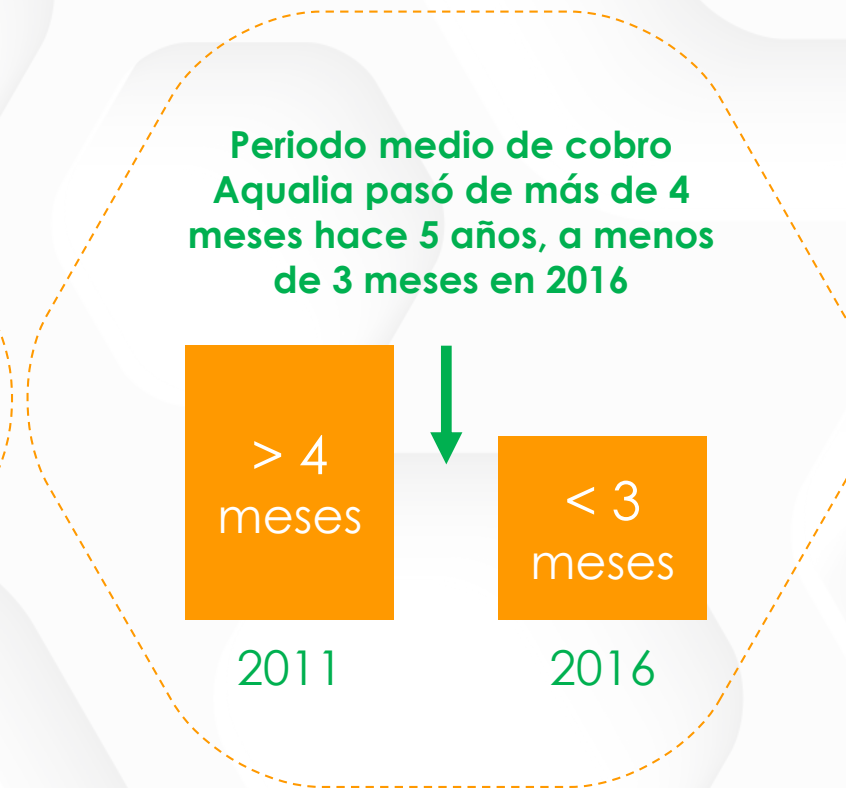 Periodo medio de cobro
Aqualia pasó de más de 4
meses hace 5 años, a menos
de 3 meses en 2016
> 4
meses
< 3
meses
2011
2016